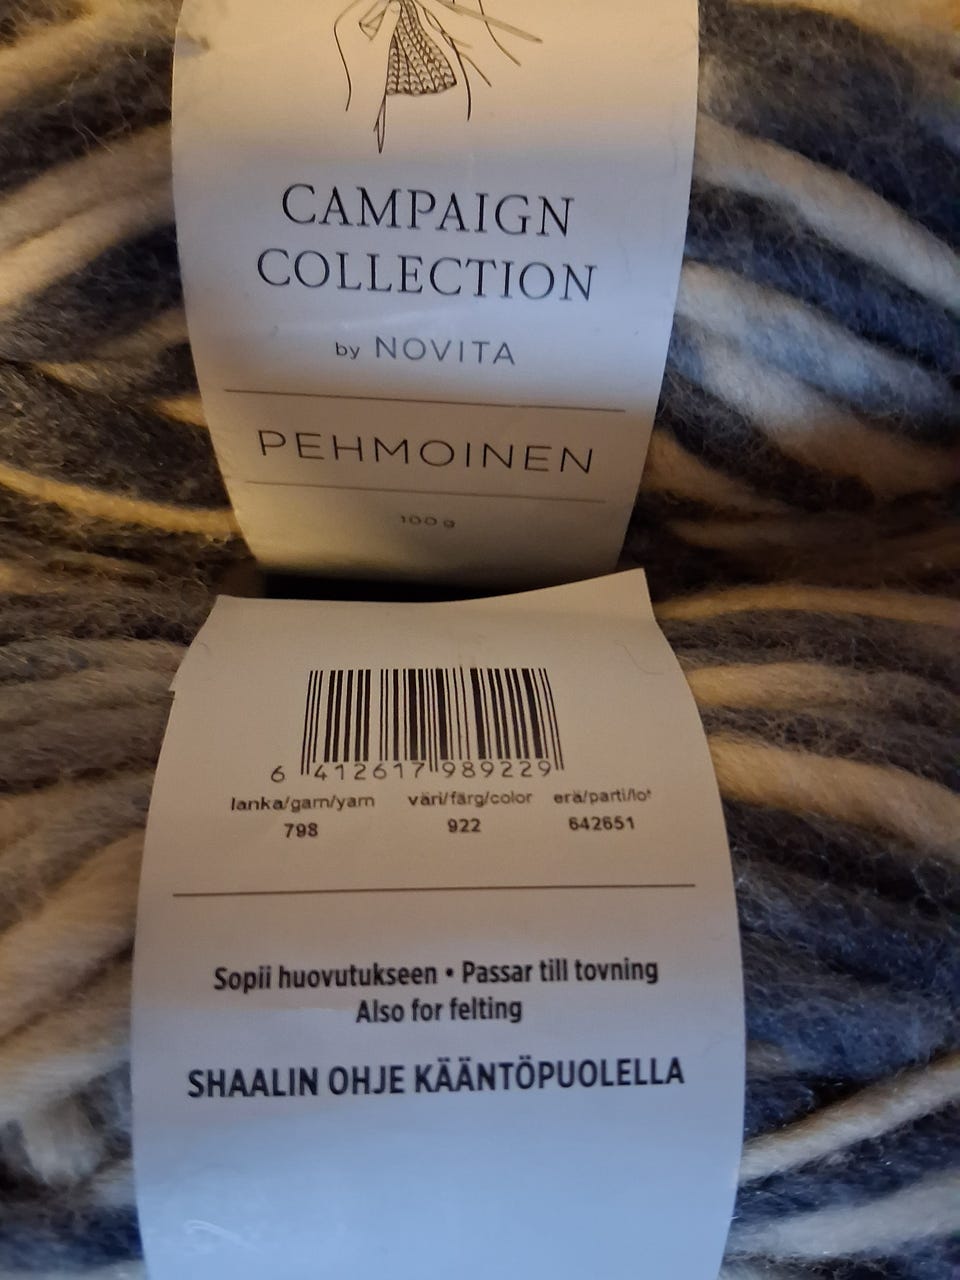 CAMPAIGN
COLLECTION
by NOVITA
PEHMOINEN
100 g
6 412617 989229
lanka/garn/yarn väri/färg/color erä/parti/lot
798 922 642651
Sopii huovutukseen • Passar till tovning
Also for felting
SHAALIN OHJE KÄÄNTÖPUOLELLA